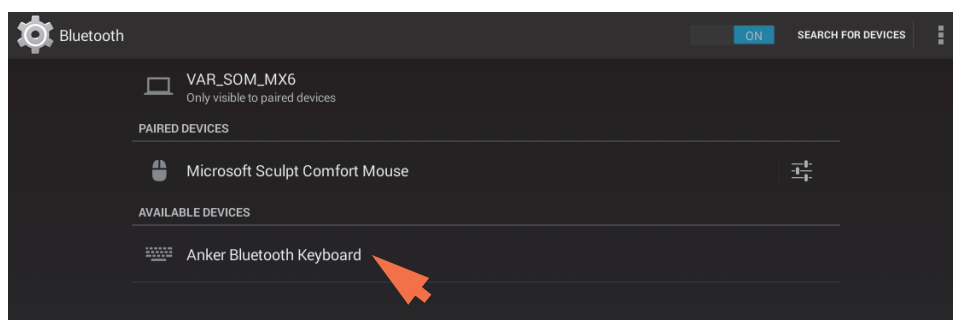 Bluetooth
ON
SEARCH FOR DEVICES
VAR_SOM_MX6
Only visible to paired devices
PAIRED DEVICES
Microsoft Sculpt Comfort Mouse
AVAILABLE DEVICES
Anker Bluetooth Keyboard